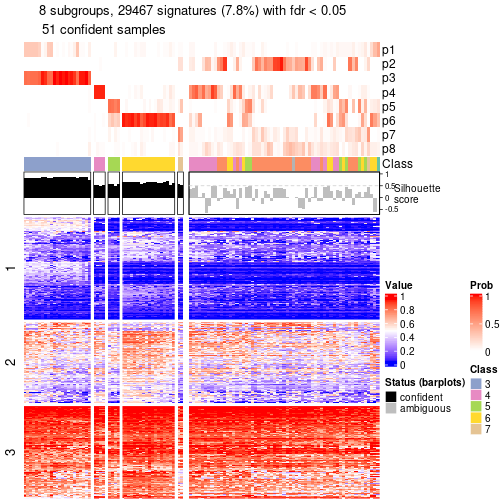 8 subgroups, 29467 signatures (7.8%) with fdr < 0.05
51 confident samples
p1
p2
p3
p4
p5
p6
p7
p8
Class
1
0.5
0
-0.5
Silhouette
score
1
2
3
Value
1
0.8
0.6
0.4
0.2
0
Prob
1
0.5
0
Status (barplots)
confident
ambiguous
Class
3
4
5
6
7